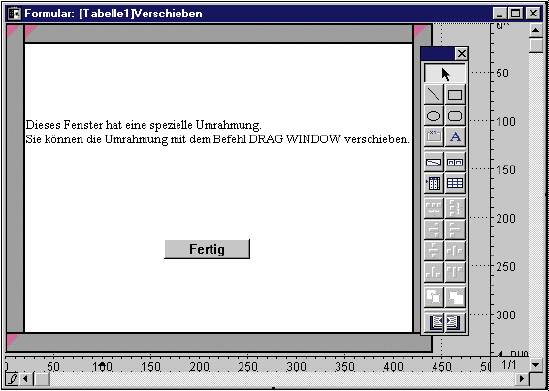 Formular: [Tabelle1]Verschieben
Dieses Fenster hat eine spezielle Umrahmung.
Sie können die Umrahmung mit dem Befehl DRAG WINDOW verschieben.
Fertig
A
50
100
150
200
250
300
0 50 100 150 200 250 300 350 400 450 50
1/1